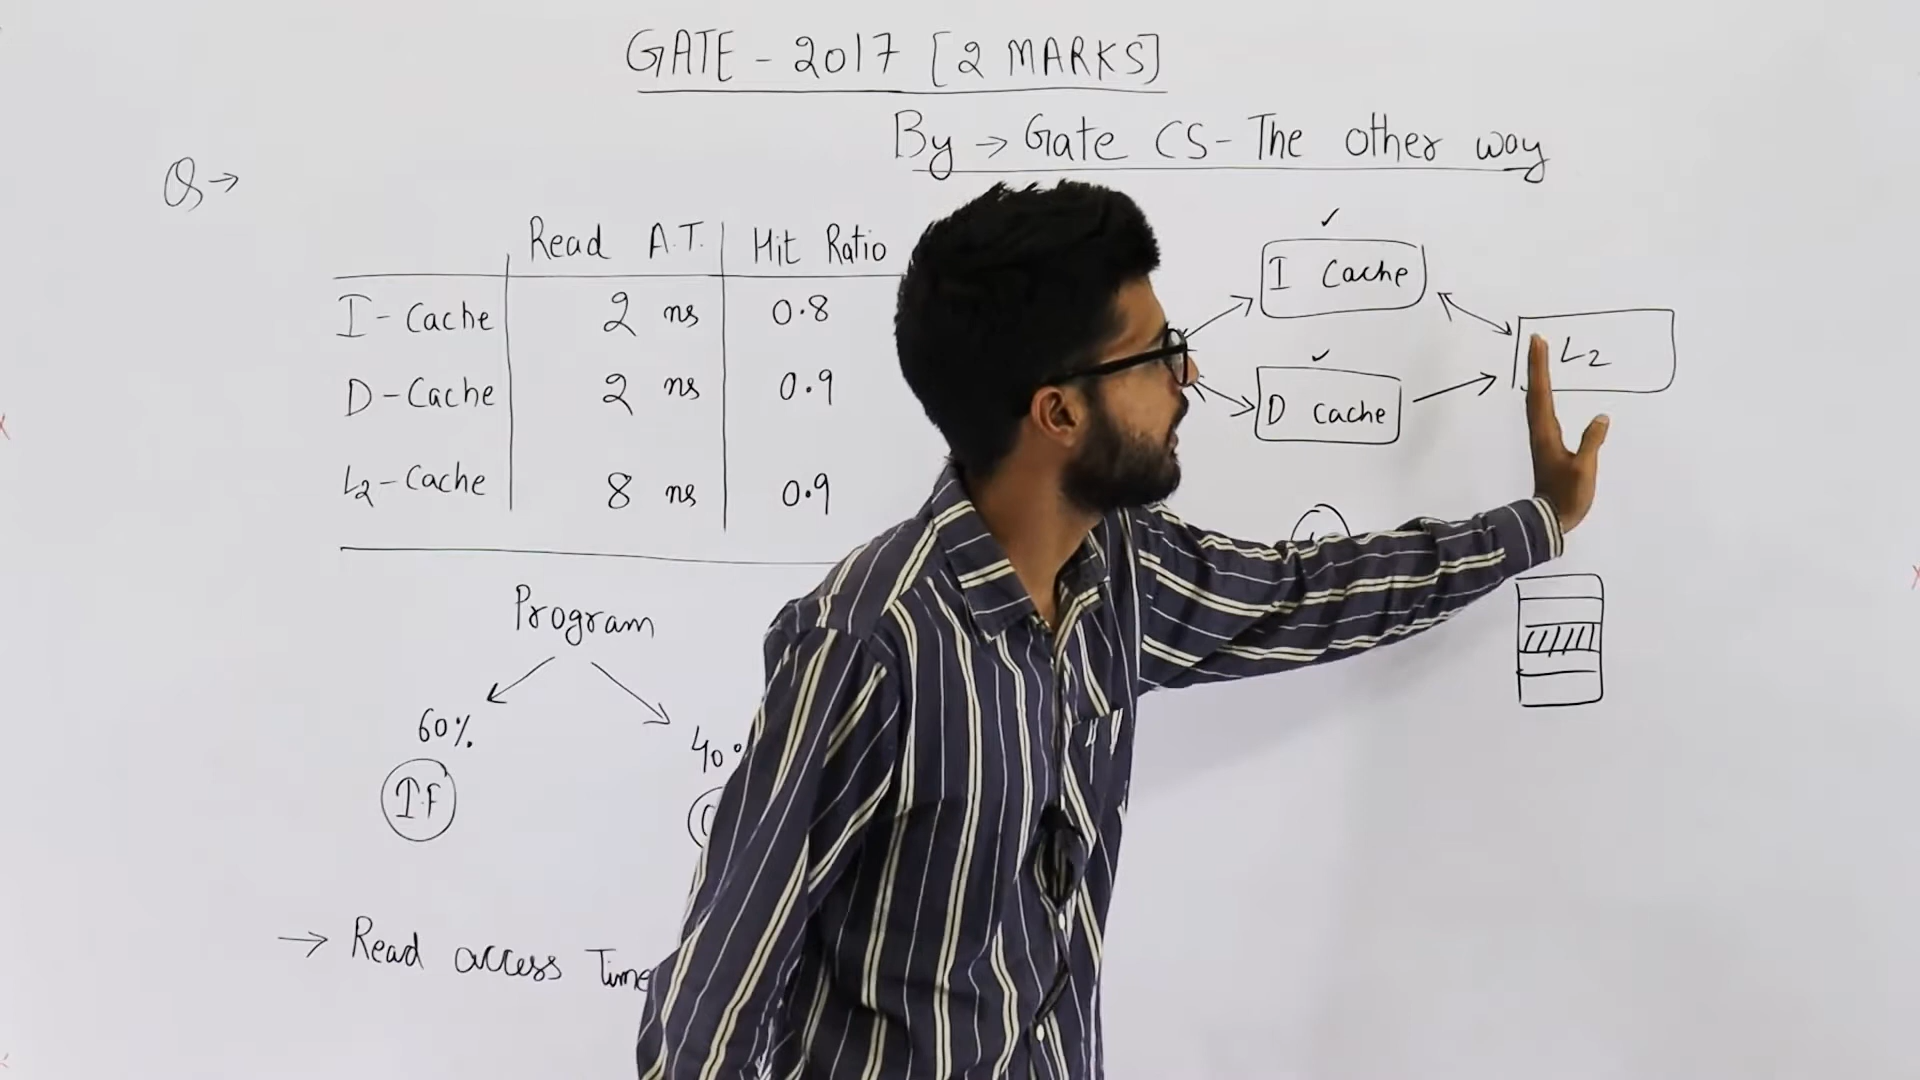 GATE - 2017 [2 MARKS]
By → Gate CS - The other way
Q →
Read A.T. Hit Ratio
I - Cache 2 ns 0.8
D - Cache 2 ns 0.9
L2 - Cache 8 ns 0.9
Program
60%
I.F
40
→ Read access Time
I Cache
D cache
L2